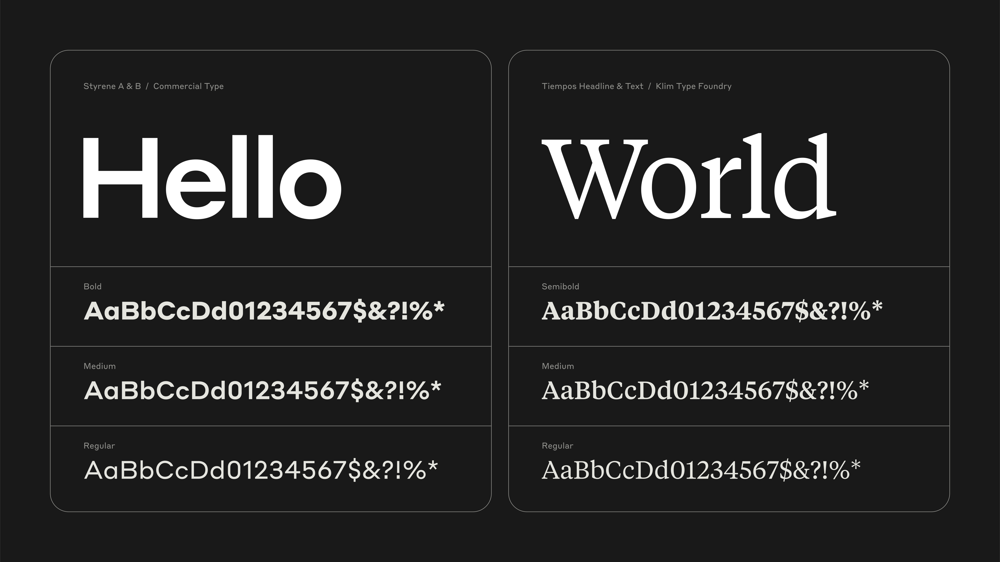 Styrene A & B / Commercial Type
Hello
Bold
AaBbCcDd01234567$&?!%*
Medium
AaBbCcDd01234567$&?!%*
Regular
AaBbCcDd01234567$&?!%*
Tiempos Headline & Text / Klim Type Foundry
World
Semibold
AaBbCcDd01234567$&?!%*
Medium
AaBbCcDd01234567$&?!%*
Regular
AaBbCcDd01234567$&?!%*